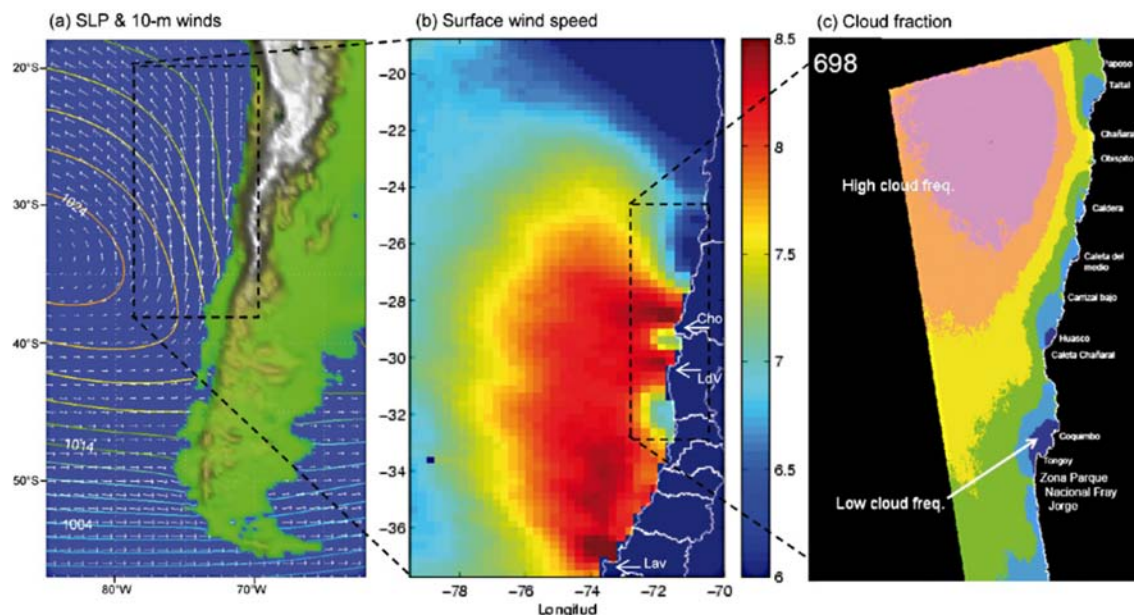 (a) SLP & 10-m winds
(b) Surface wind speed
(c) Cloud fraction
20°S
30°S
40°S
50°S
80°W
70°W
1024
1014
1004
-20
-22
-24
-26
-28
-30
-32
-34
-36
-78
-76
-74
-72
-70
Longitud
Cho
LdV
Lav
8.5
8
7.5
7
6.5
6
698
High cloud freq.
Low cloud freq.
Paposo
Taltal
Chañaral
Obispito
Caldera
Caleta del
medio
Carrizal bajo
Huasco
Caleta Chañaral
Coquimbo
Tongoy
Zona Parque
Nacional Fray
Jorge